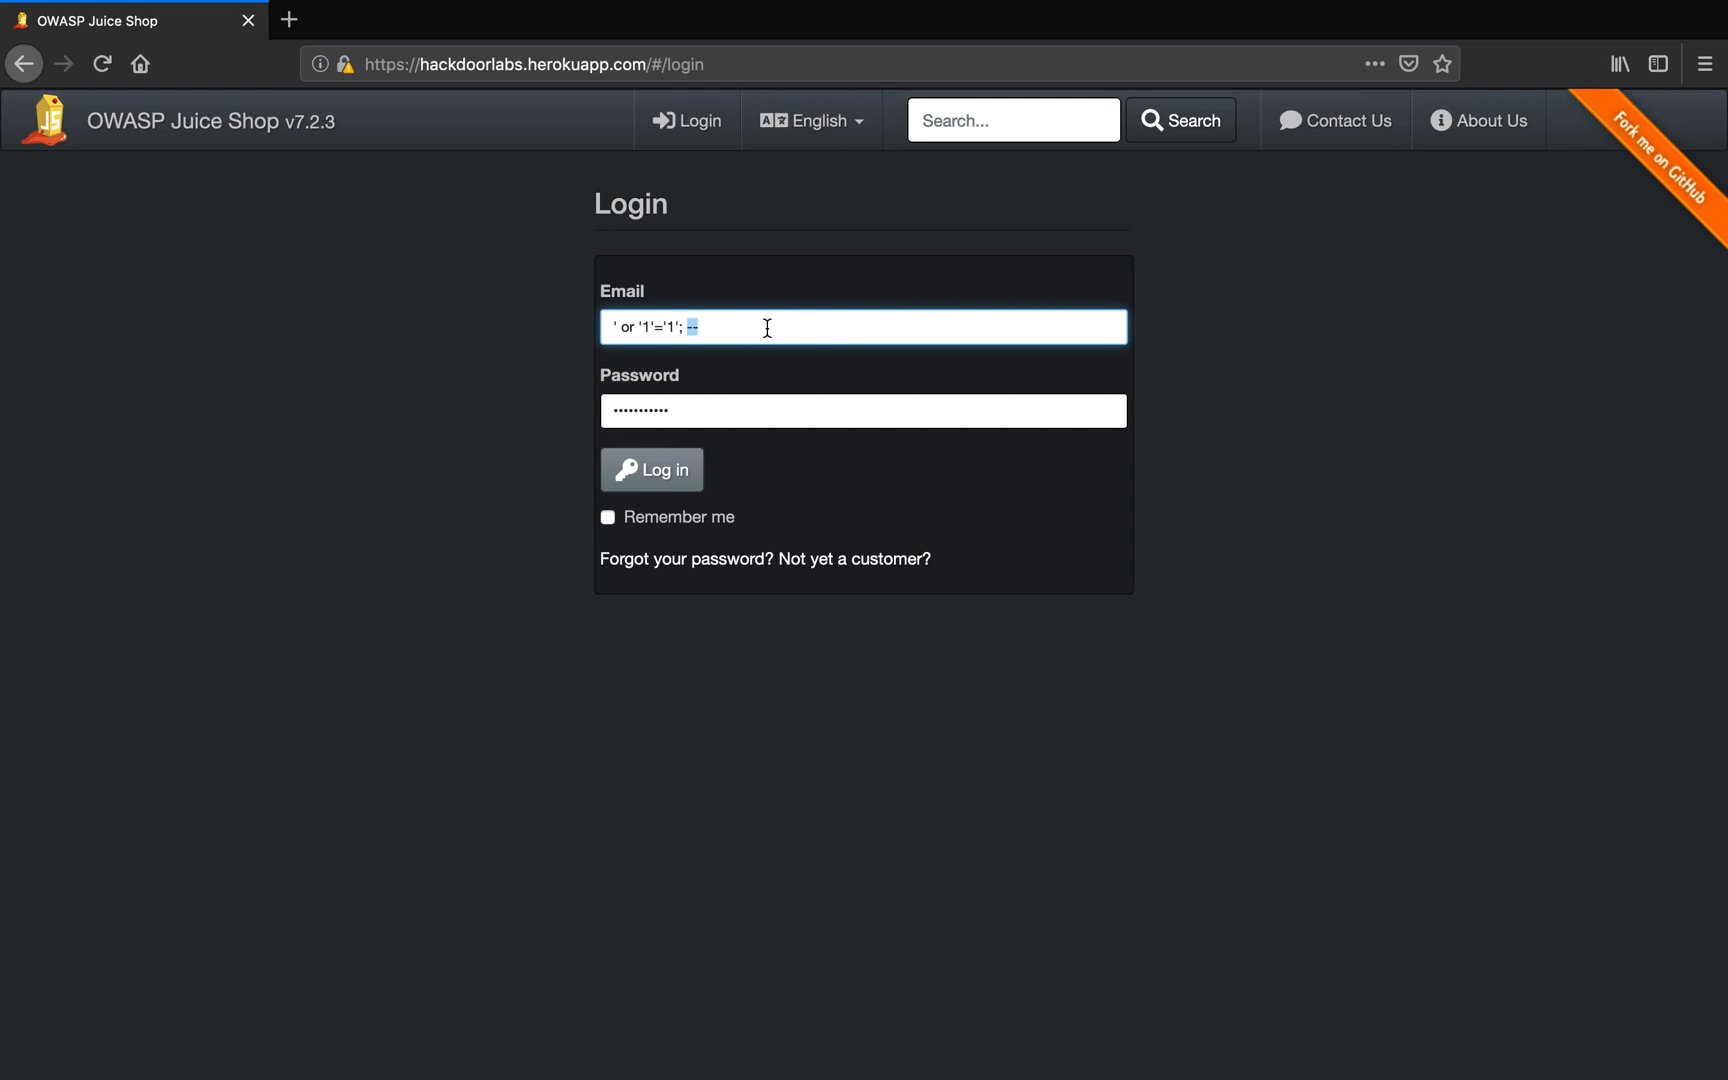 OWASP Juice Shop
https://hackdoorlabs.herokuapp.com/#/login
JS OWASP Juice Shop v7.2.3 Login English Search... Search Contact Us About Us
Fork me on GitHub
Login
Email
' or '1'='1'; --
Password
•••••••••••
Log in
Remember me
Forgot your password? Not yet a customer?